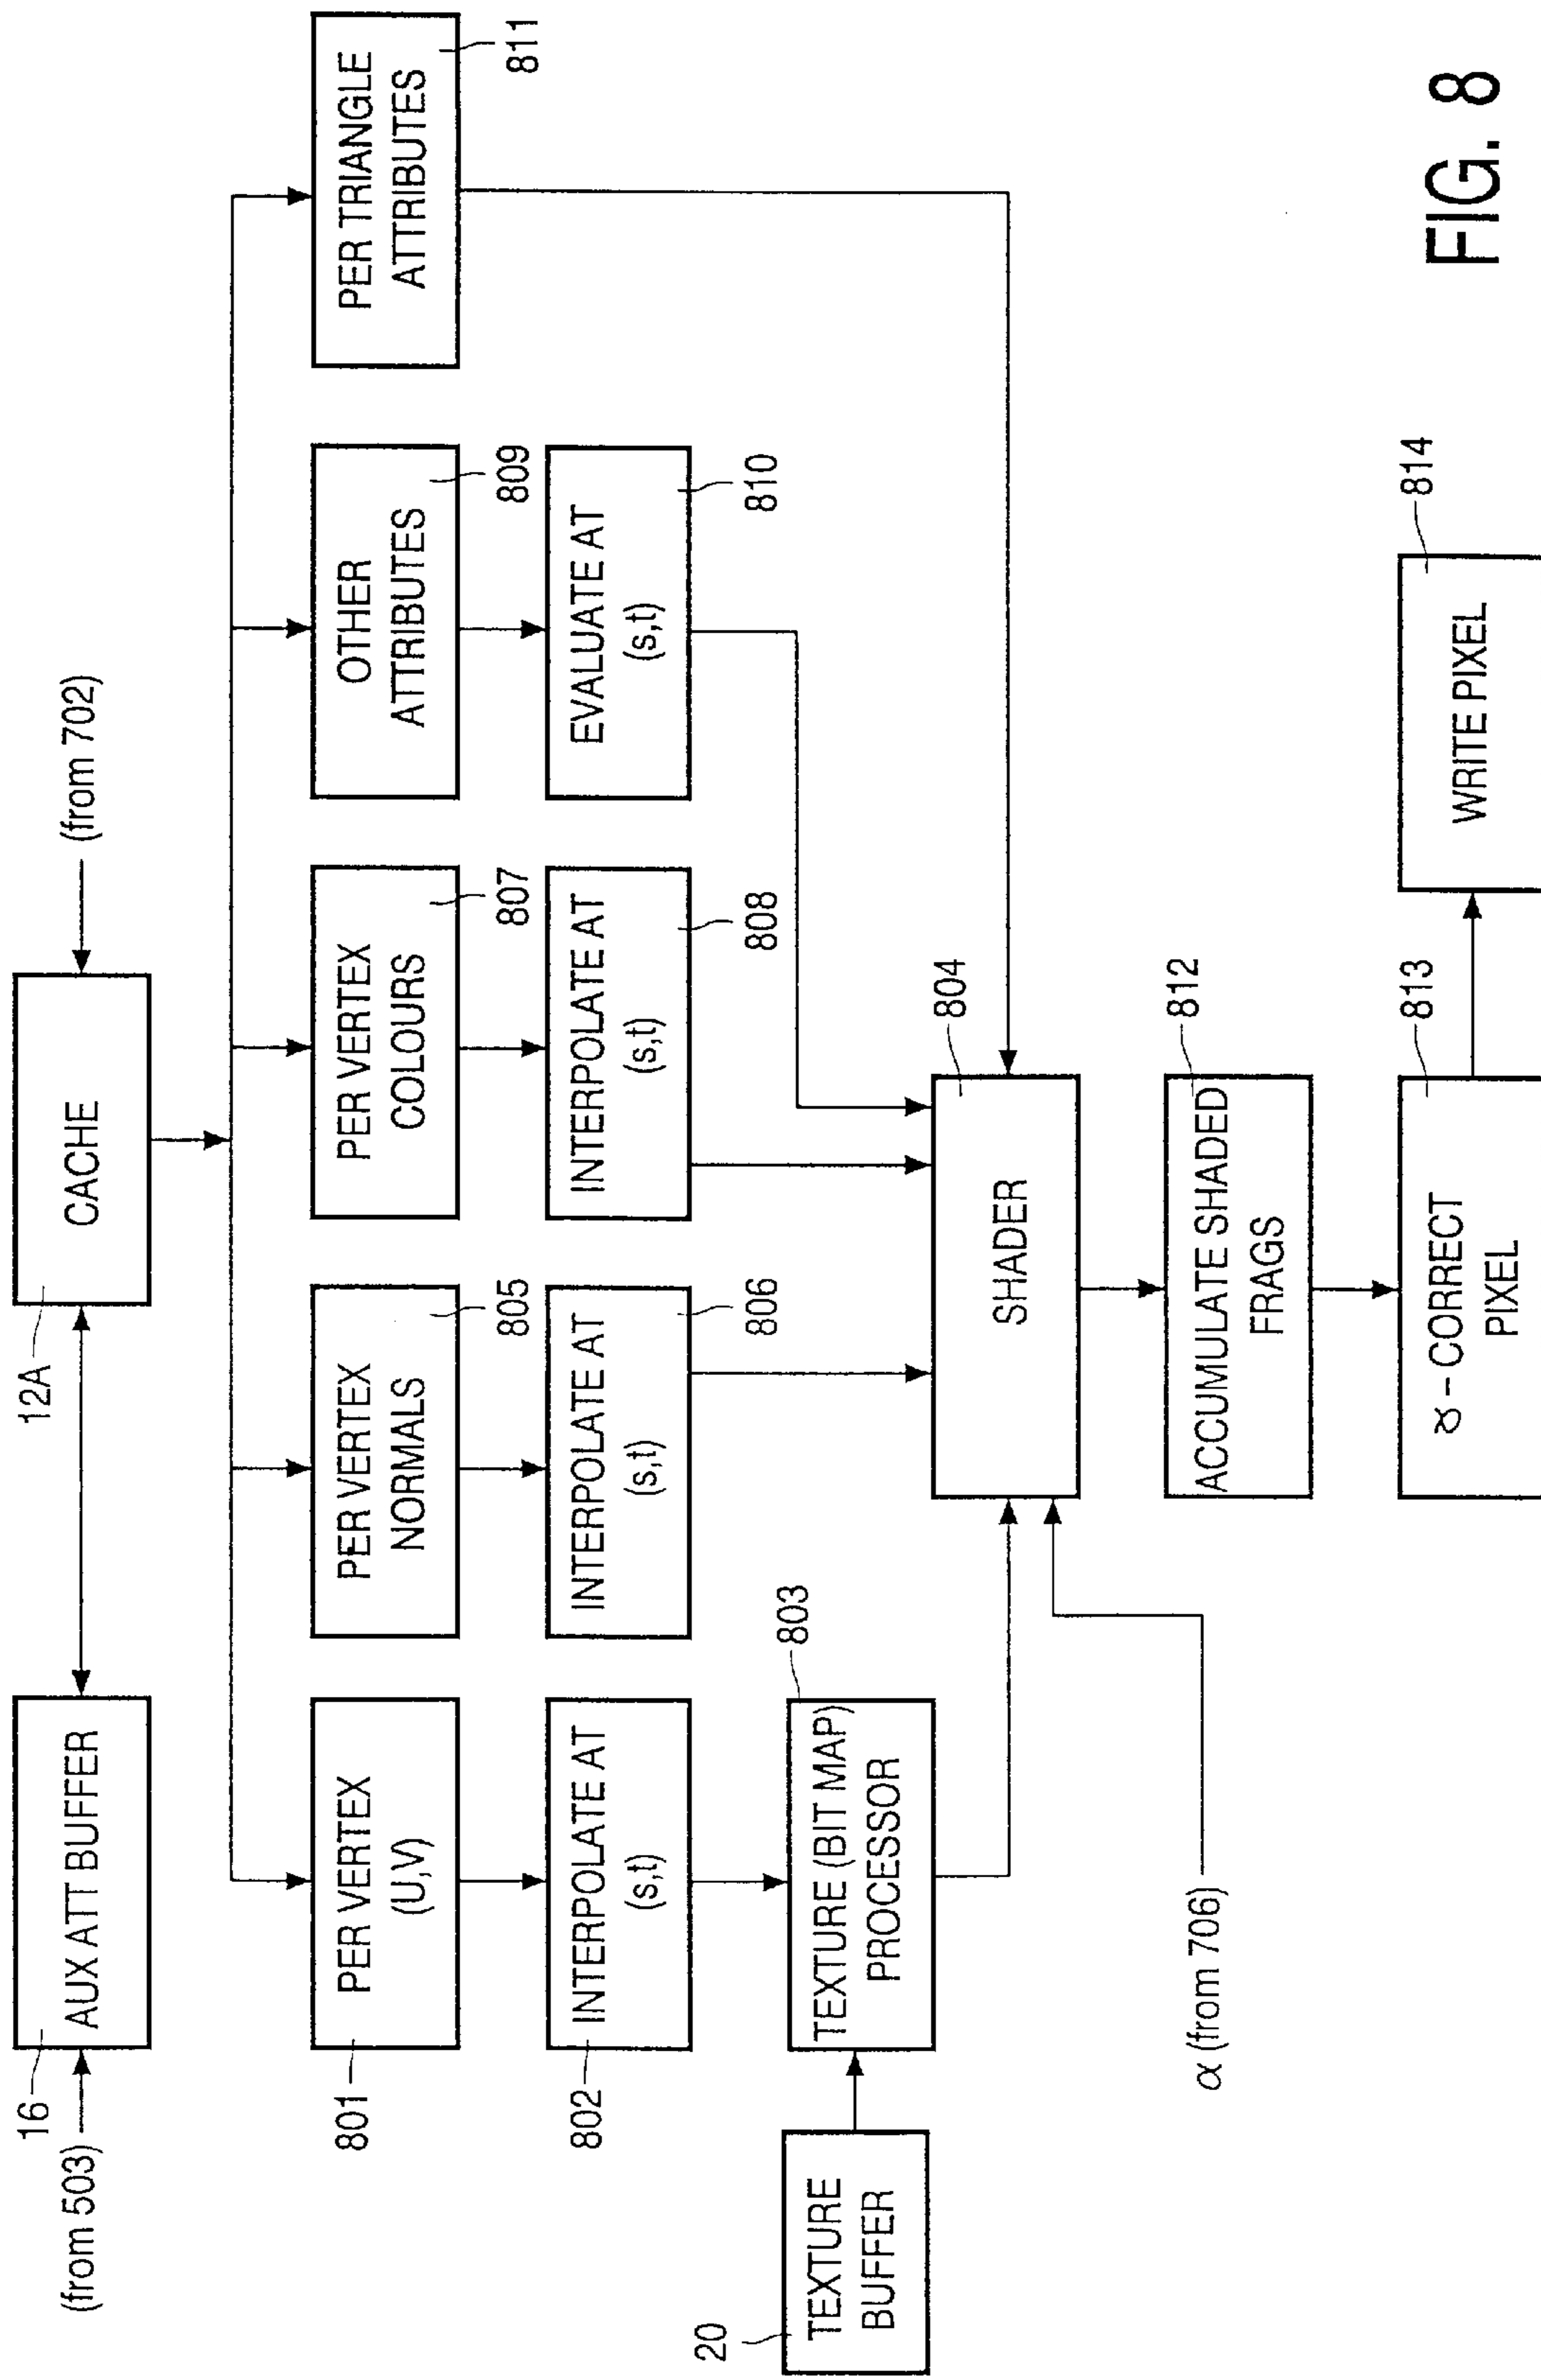 (from 503)
16
AUX ATT BUFFER
12A
CACHE
(from 702)
801
PER VERTEX
(U,V)
PER VERTEX
NORMALS
805
PER VERTEX
COLOURS
807
OTHER
ATTRIBUTES
809
PER TRIANGLE
ATTRIBUTES
811
802
INTERPOLATE AT
(s,t)
INTERPOLATE AT
(s,t)
806
INTERPOLATE AT
(s,t)
808
EVALUATE AT
(s,t)
810
20
TEXTURE
BUFFER
TEXTURE (BIT MAP)
PROCESSOR
803
SHADER
804
α (from 706)
ACCUMULATE SHADED
FRAGS
812
γ - CORRECT
PIXEL
813
WRITE PIXEL
814
FIG. 8